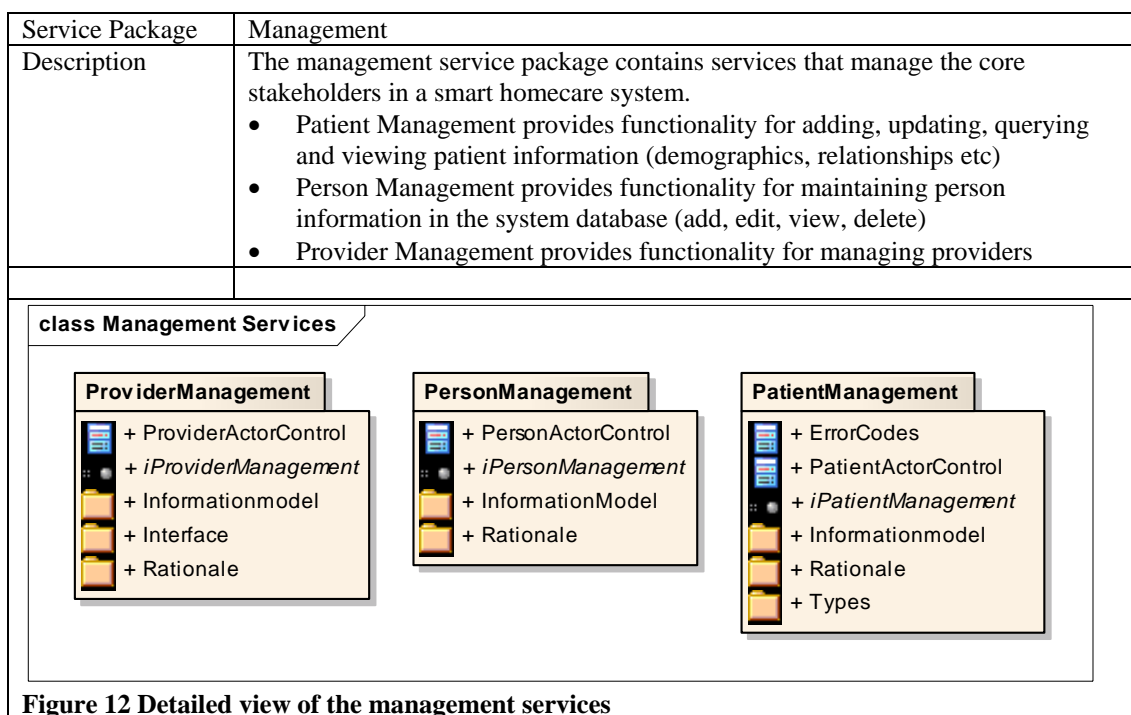 Service Package Management
Description The management service package contains services that manage the core
stakeholders in a smart homecare system.
• Patient Management provides functionality for adding, updating, querying
and viewing patient information (demographics, relationships etc)
• Person Management provides functionality for maintaining person
information in the system database (add, edit, view, delete)
• Provider Management provides functionality for managing providers
class Management Services
ProviderManagement
+ ProviderActorControl
+ iProviderManagement
+ Informationmodel
+ Interface
+ Rationale
PersonManagement
+ PersonActorControl
+ iPersonManagement
+ InformationModel
+ Rationale
PatientManagement
+ ErrorCodes
+ PatientActorControl
+ iPatientManagement
+ Informationmodel
+ Rationale
+ Types
Figure 12 Detailed view of the management services